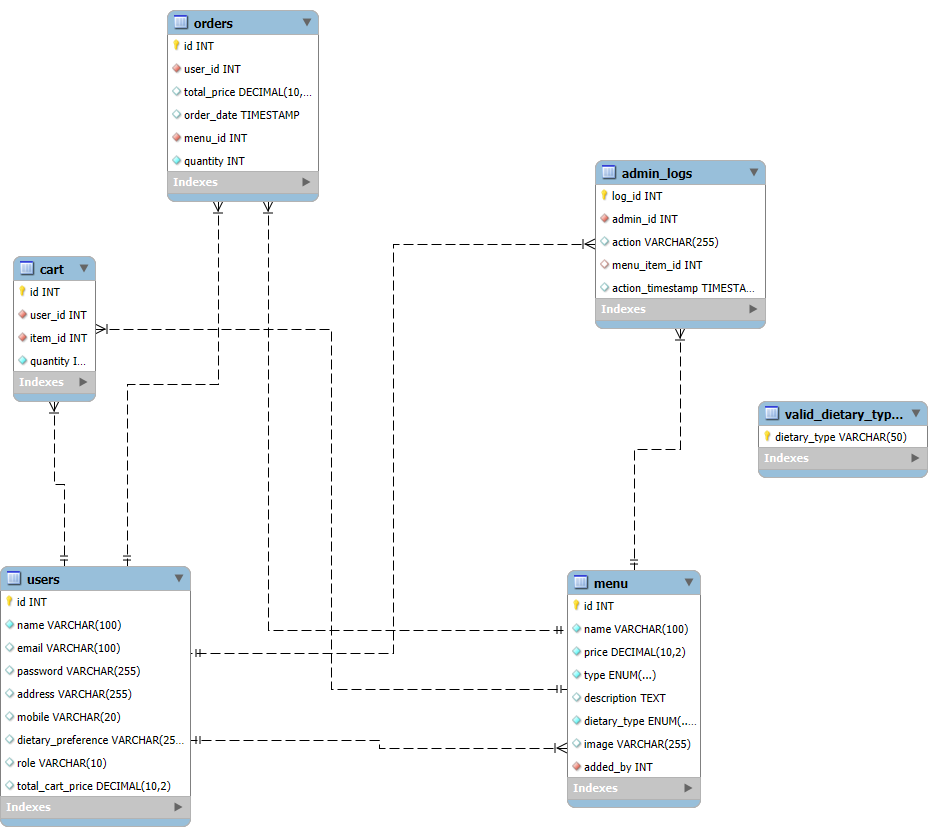 orders
id INT
user_id INT
total_price DECIMAL(10,...
order_date TIMESTAMP
menu_id INT
quantity INT
Indexes
admin_logs
log_id INT
admin_id INT
action VARCHAR(255)
menu_item_id INT
action_timestamp TIMESTA...
Indexes
cart
id INT
user_id INT
item_id INT
quantity I...
Indexes
valid_dietary_typ...
dietary_type VARCHAR(50)
Indexes
users
id INT
name VARCHAR(100)
email VARCHAR(100)
password VARCHAR(255)
address VARCHAR(255)
mobile VARCHAR(20)
dietary_preference VARCHAR(25...
role VARCHAR(10)
total_cart_price DECIMAL(10,2)
Indexes
menu
id INT
name VARCHAR(100)
price DECIMAL(10,2)
type ENUM(...)
description TEXT
dietary_type ENUM(...
image VARCHAR(255)
added_by INT
Indexes